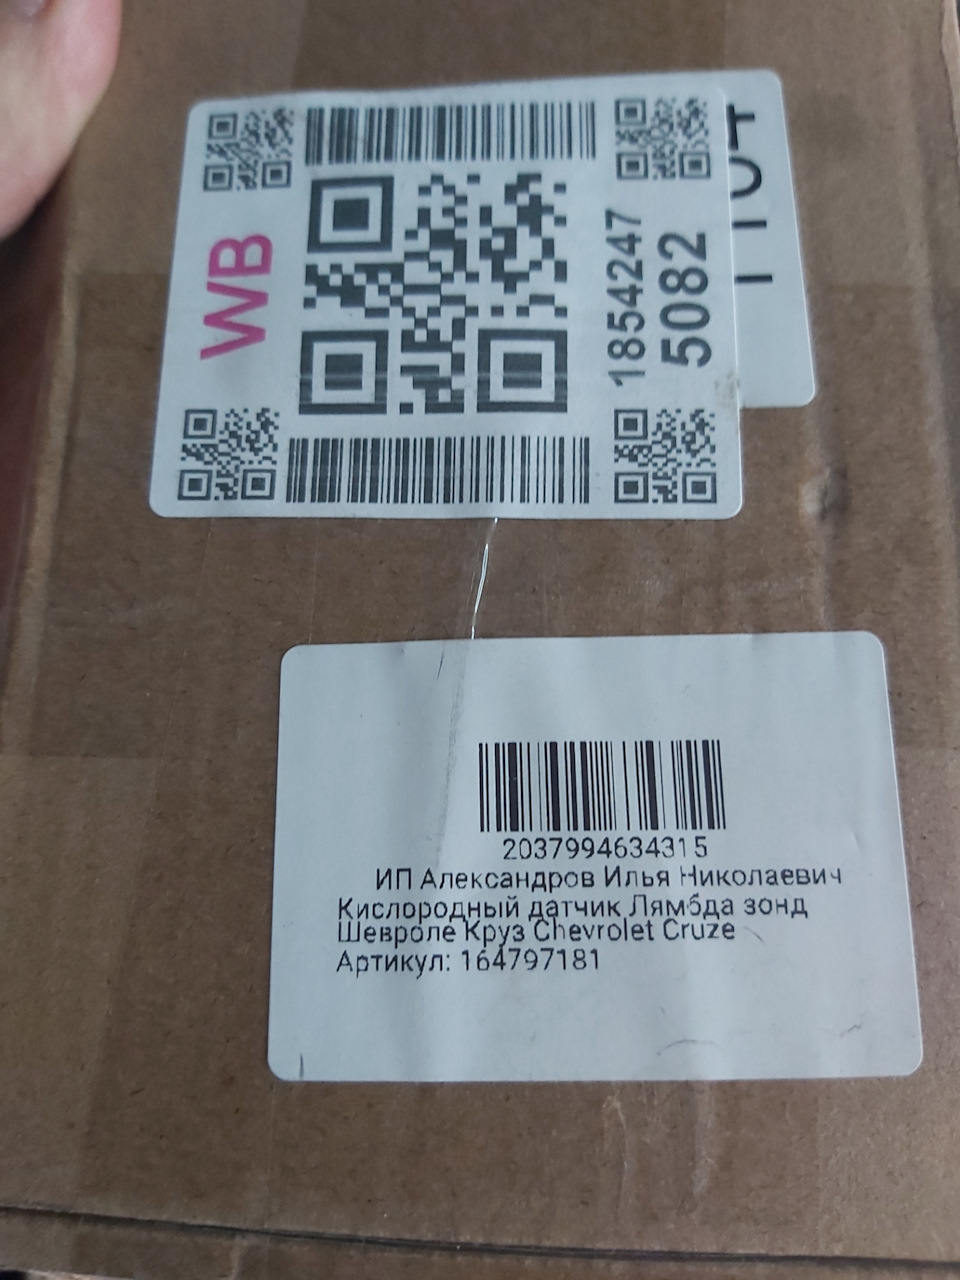 WB
1854247
5082
2037994634315
ИП Александров Илья Николаевич
Кислородный датчик Лямбда зонд
Шевроле Круз Chevrolet Cruze
Артикул: 164797181